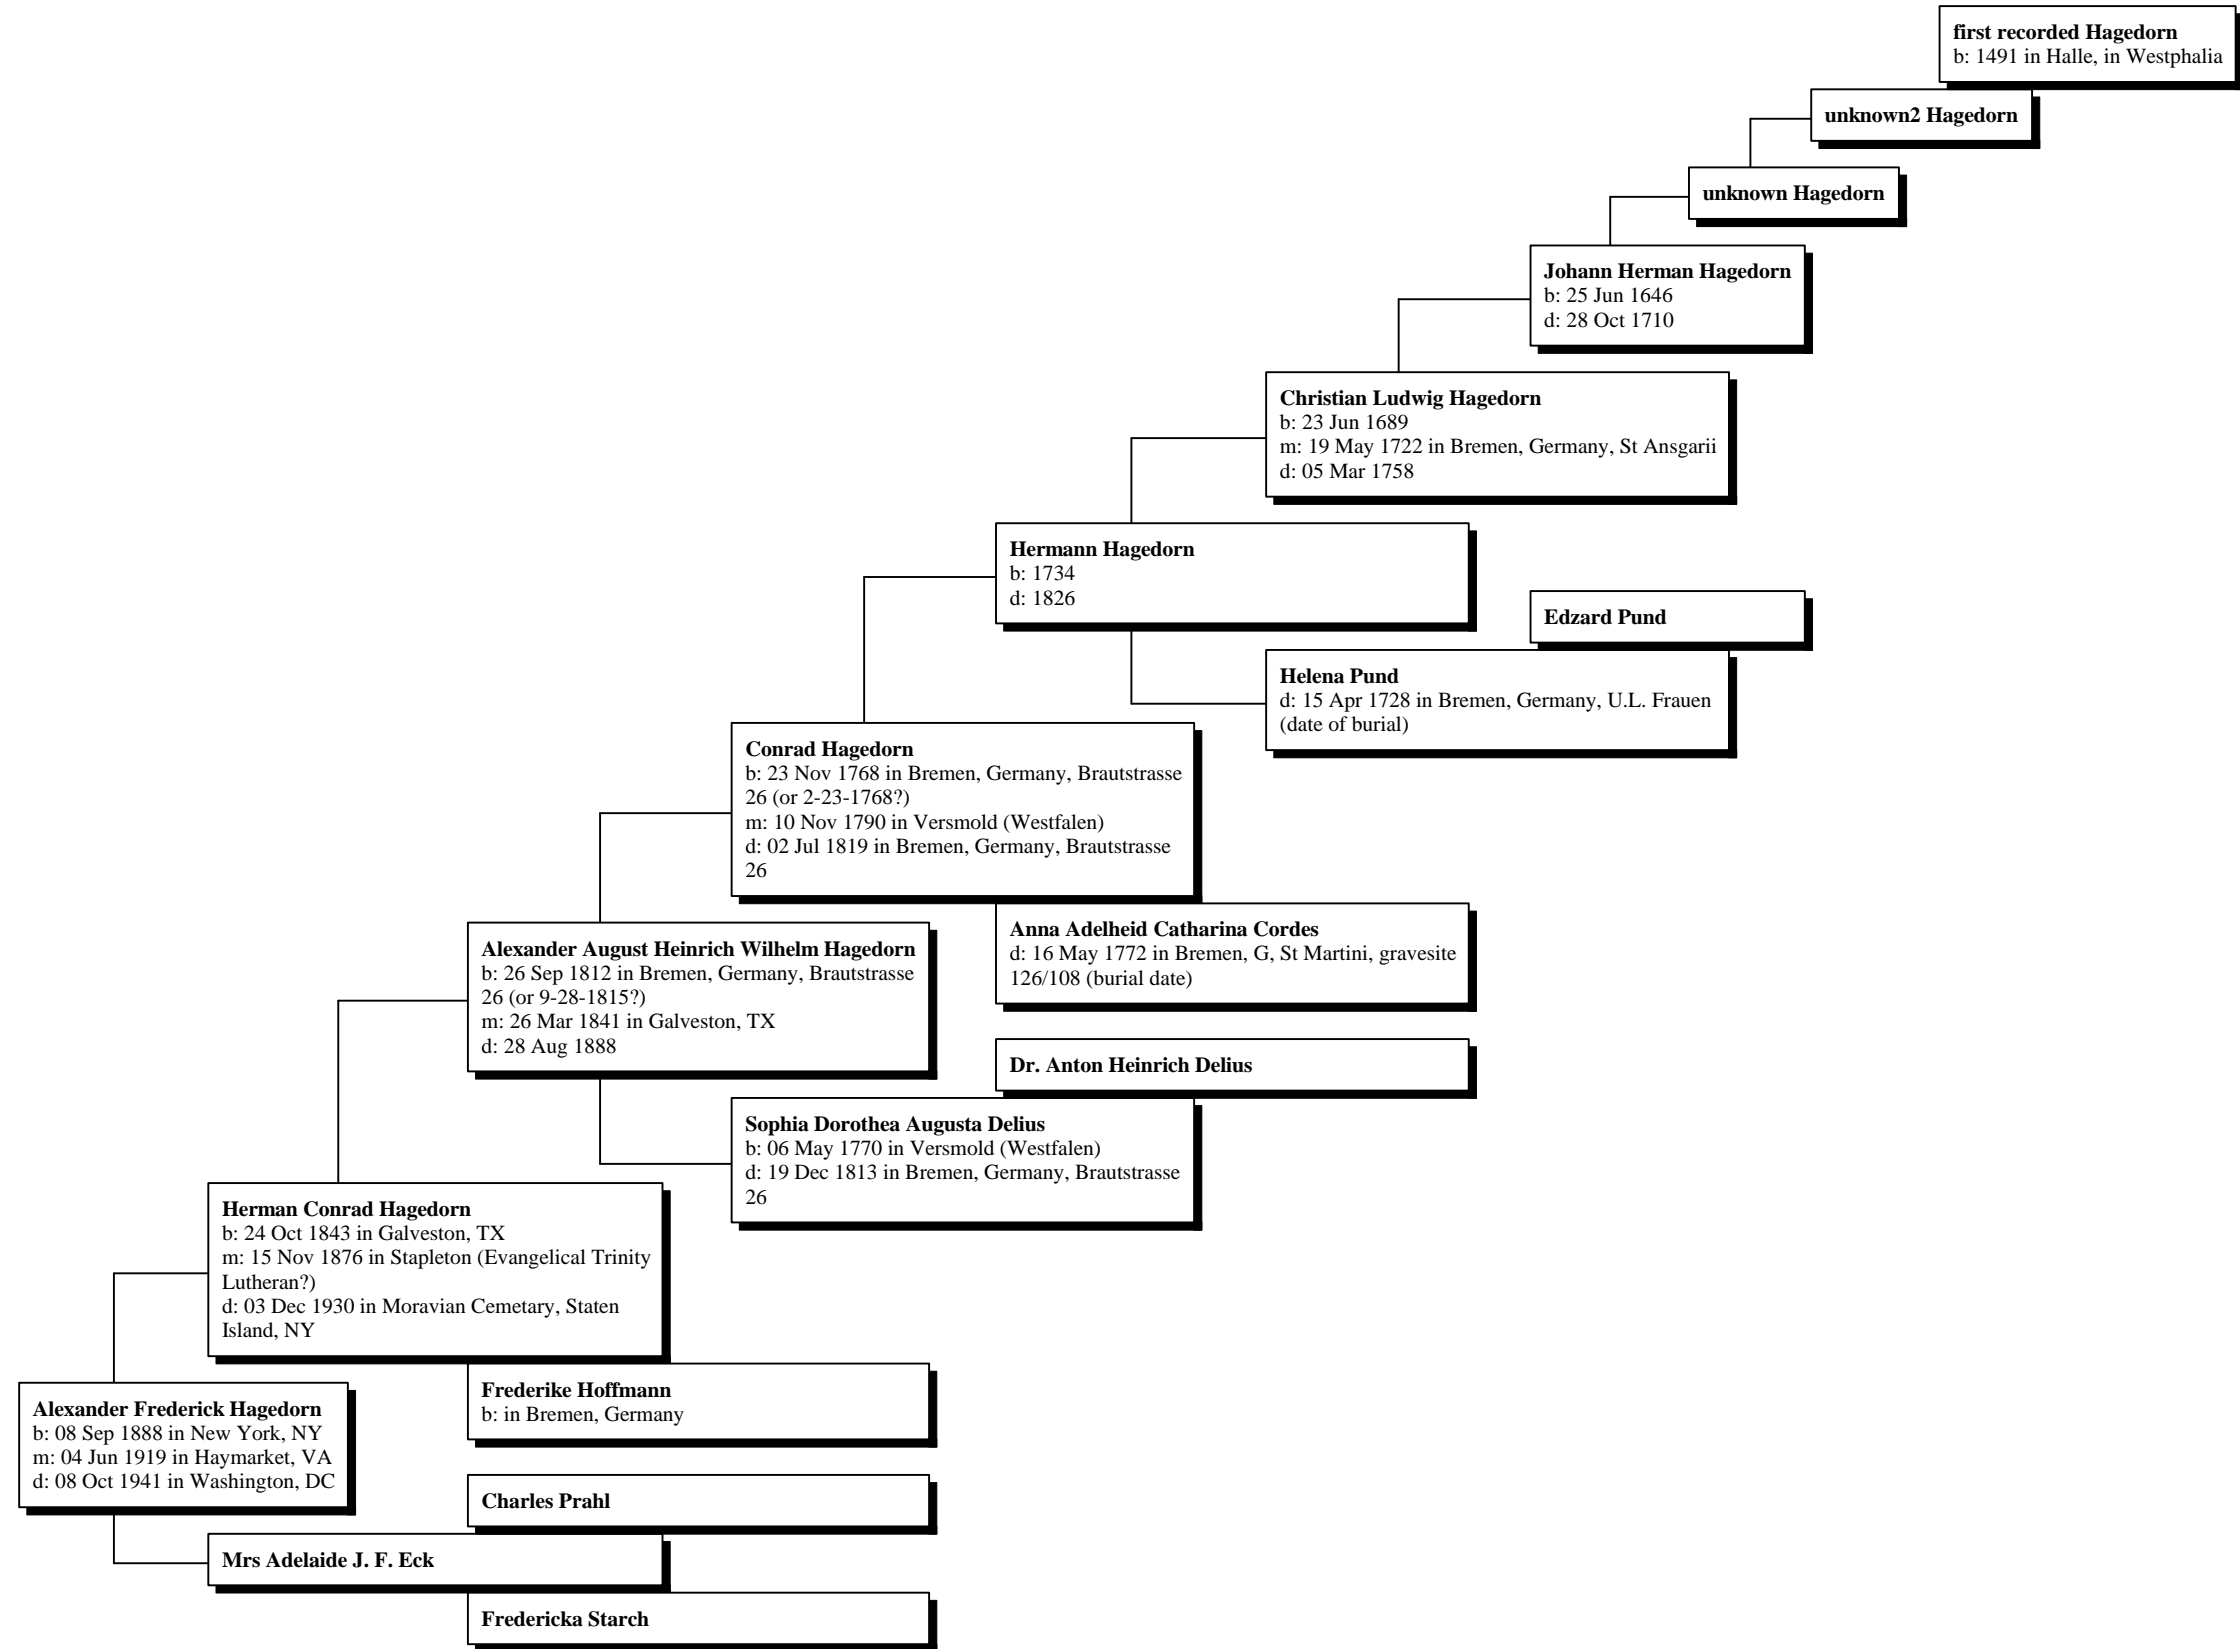 first recorded Hagedorn
b: 1491 in Halle, in Westphalia
unknown2 Hagedorn
unknown Hagedorn
Johann Herman Hagedorn
b: 25 Jun 1646
d: 28 Oct 1710
Christian Ludwig Hagedorn
b: 23 Jun 1689
m: 19 May 1722 in Bremen, Germany, St Ansgarii
d: 05 Mar 1758
Hermann Hagedorn
b: 1734
d: 1826
Edzard Pund
Helena Pund
d: 15 Apr 1728 in Bremen, Germany, U.L. Frauen
(date of burial)
Conrad Hagedorn
b: 23 Nov 1768 in Bremen, Germany, Brautstrasse
26 (or 2-23-1768?)
m: 10 Nov 1790 in Versmold (Westfalen)
d: 02 Jul 1819 in Bremen, Germany, Brautstrasse
26
Anna Adelheid Catharina Cordes
d: 16 May 1772 in Bremen, G, St Martini, gravesite
126/108 (burial date)
Alexander August Heinrich Wilhelm Hagedorn
b: 26 Sep 1812 in Bremen, Germany, Brautstrasse
26 (or 9-28-1815?)
m: 26 Mar 1841 in Galveston, TX
d: 28 Aug 1888
Dr. Anton Heinrich Delius
Sophia Dorothea Augusta Delius
b: 06 May 1770 in Versmold (Westfalen)
d: 19 Dec 1813 in Bremen, Germany, Brautstrasse
26
Herman Conrad Hagedorn
b: 24 Oct 1843 in Galveston, TX
m: 15 Nov 1876 in Stapleton (Evangelical Trinity
Lutheran?)
d: 03 Dec 1930 in Moravian Cemetary, Staten
Island, NY
Frederike Hoffmann
b: in Bremen, Germany
Alexander Frederick Hagedorn
b: 08 Sep 1888 in New York, NY
m: 04 Jun 1919 in Haymarket, VA
d: 08 Oct 1941 in Washington, DC
Charles Prahl
Mrs Adelaide J. F. Eck
Fredericka Starch